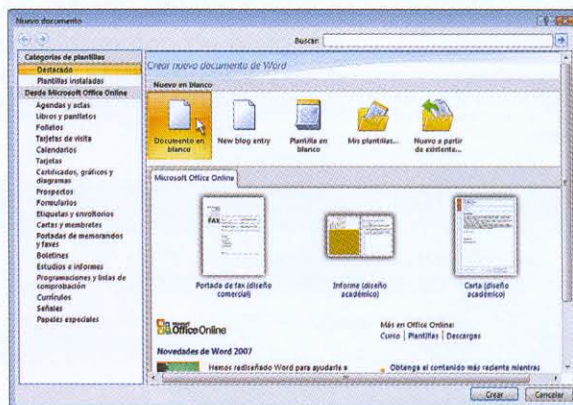 Nuevo documento
Buscar:
Categorías de plantillas
Destacado
Plantillas instaladas
Desde Microsoft Office Online
Agendas y actas
Libros y panfletos
Folletos
Tarjetas de visita
Calendarios
Tarjetas
Certificados, gráficos y
diagramas
Prospectos
Formularios
Etiquetas y envoltorios
Cartas y membretes
Portadas de memorandos
y faxes
Boletines
Estudios e informes
Programaciones y listas de
comprobación
Currículos
Señales
Papeles especiales
Crear nuevo documento de Word
Nuevo en blanco
Documento en
blanco
New blog entry
Plantilla en
blanco
Mis plantillas...
Nuevo a partir
de existente...
Microsoft Office Online
FAX
Portada de fax (diseño
comercial)
Informe (diseño
académico)
Carta (diseño
académico)
Microsoft
Office Online
Más en Office Online:
Curso | Plantillas | Descargas
Novedades de Word 2007
Hemos rediseñado Word para ayudarle a
Obtenga el contenido más reciente mientras
Crear
Cancelar